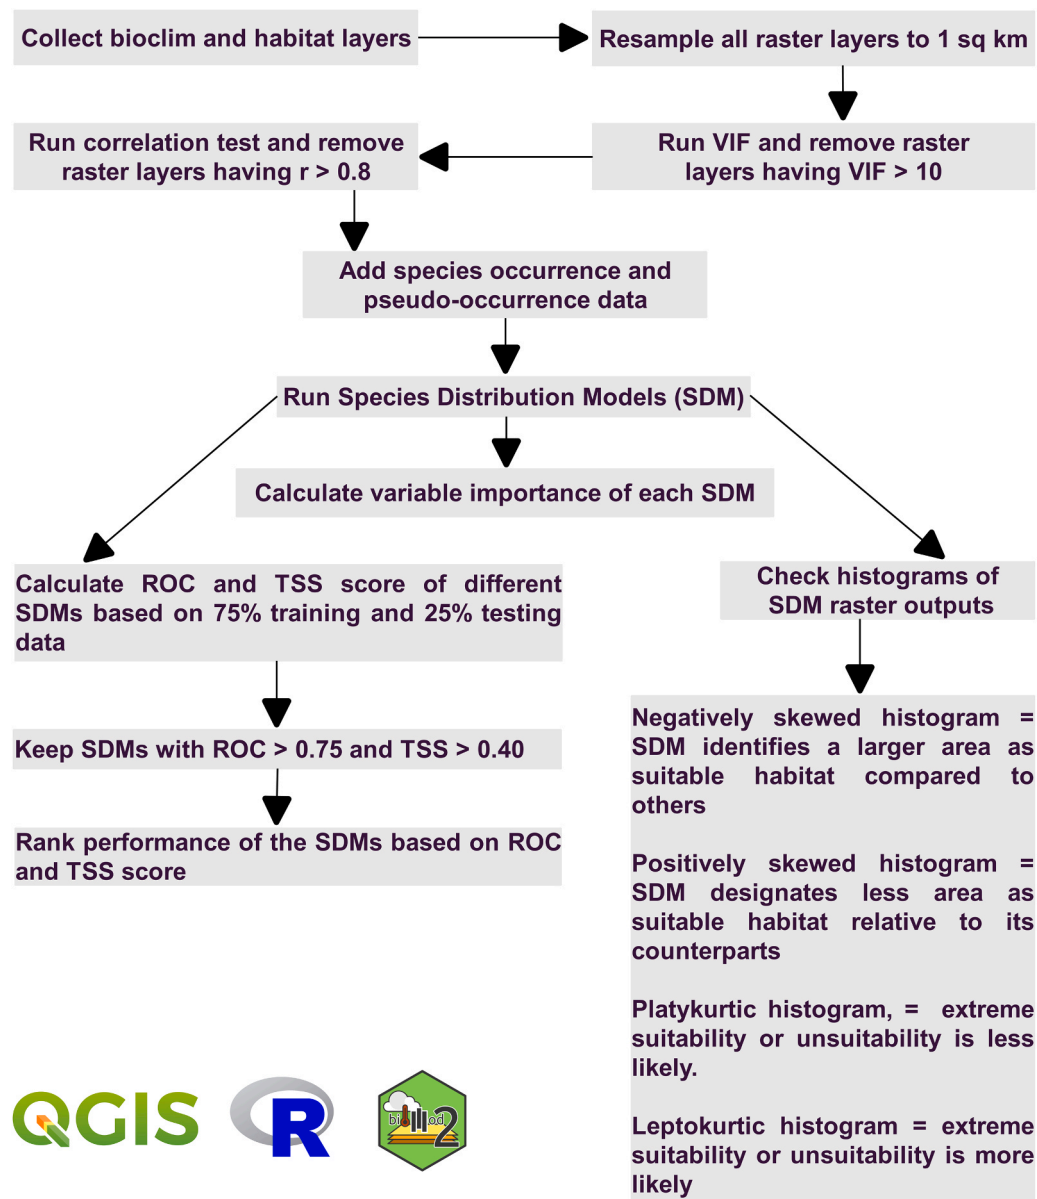 Collect bioclim and habitat layers
Resample all raster layers to 1 sq km
Run VIF and remove raster
layers having VIF > 10
Run correlation test and remove
raster layers having r > 0.8
Add species occurrence and
pseudo-occurrence data
Run Species Distribution Models (SDM)
Calculate variable importance of each SDM
Calculate ROC and TSS score of different
SDMs based on 75% training and 25% testing
data
Keep SDMs with ROC > 0.75 and TSS > 0.40
Rank performance of the SDMs based on ROC
and TSS score
Check histograms of
SDM raster outputs
Negatively skewed histogram =
SDM identifies a larger area as
suitable habitat compared to
others
Positively skewed histogram =
SDM designates less area as
suitable habitat relative to its
counterparts
Platykurtic histogram, = extreme
suitability or unsuitability is less
likely.
Leptokurtic histogram = extreme
suitability or unsuitability is more
likely
QGIS
R
biomod2